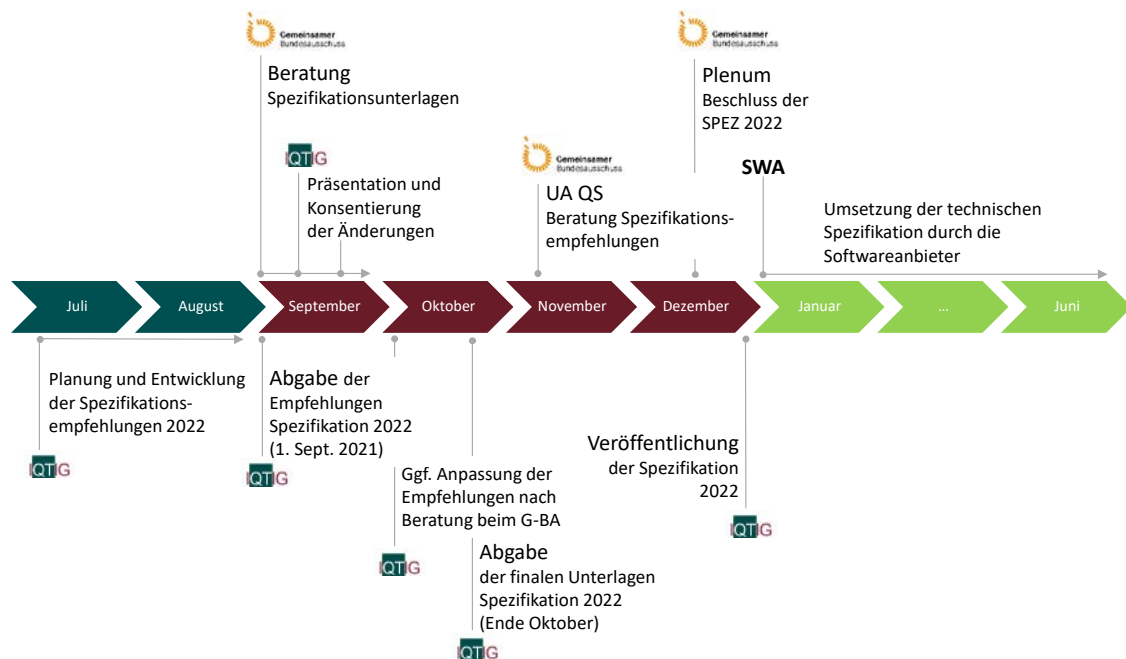 Gemeinsamer
Bundesausschuss
Beratung
Spezifikationsunterlagen
IQTIG
Präsentation und
Konsentierung
der Änderungen
Gemeinsamer
Bundesausschuss
UA QS
Beratung Spezifikations-
empfehlungen
Gemeinsamer
Bundesausschuss
Plenum
Beschluss der
SPEZ 2022
SWA
Umsetzung der technischen
Spezifikation durch die
Softwareanbieter
Juli
August
September
Oktober
November
Dezember
Januar
...
Juni
Planung und Entwicklung
der Spezifikations-
empfehlungen 2022
IQTIG
Abgabe der
Empfehlungen
Spezifikation 2022
(1. Sept. 2021)
IQTIG
Ggf. Anpassung der
Empfehlungen nach
Beratung beim G-BA
IQTIG
Abgabe
der finalen Unterlagen
Spezifikation 2022
(Ende Oktober)
IQTIG
Veröffentlichung
der Spezifikation
2022
IQTIG